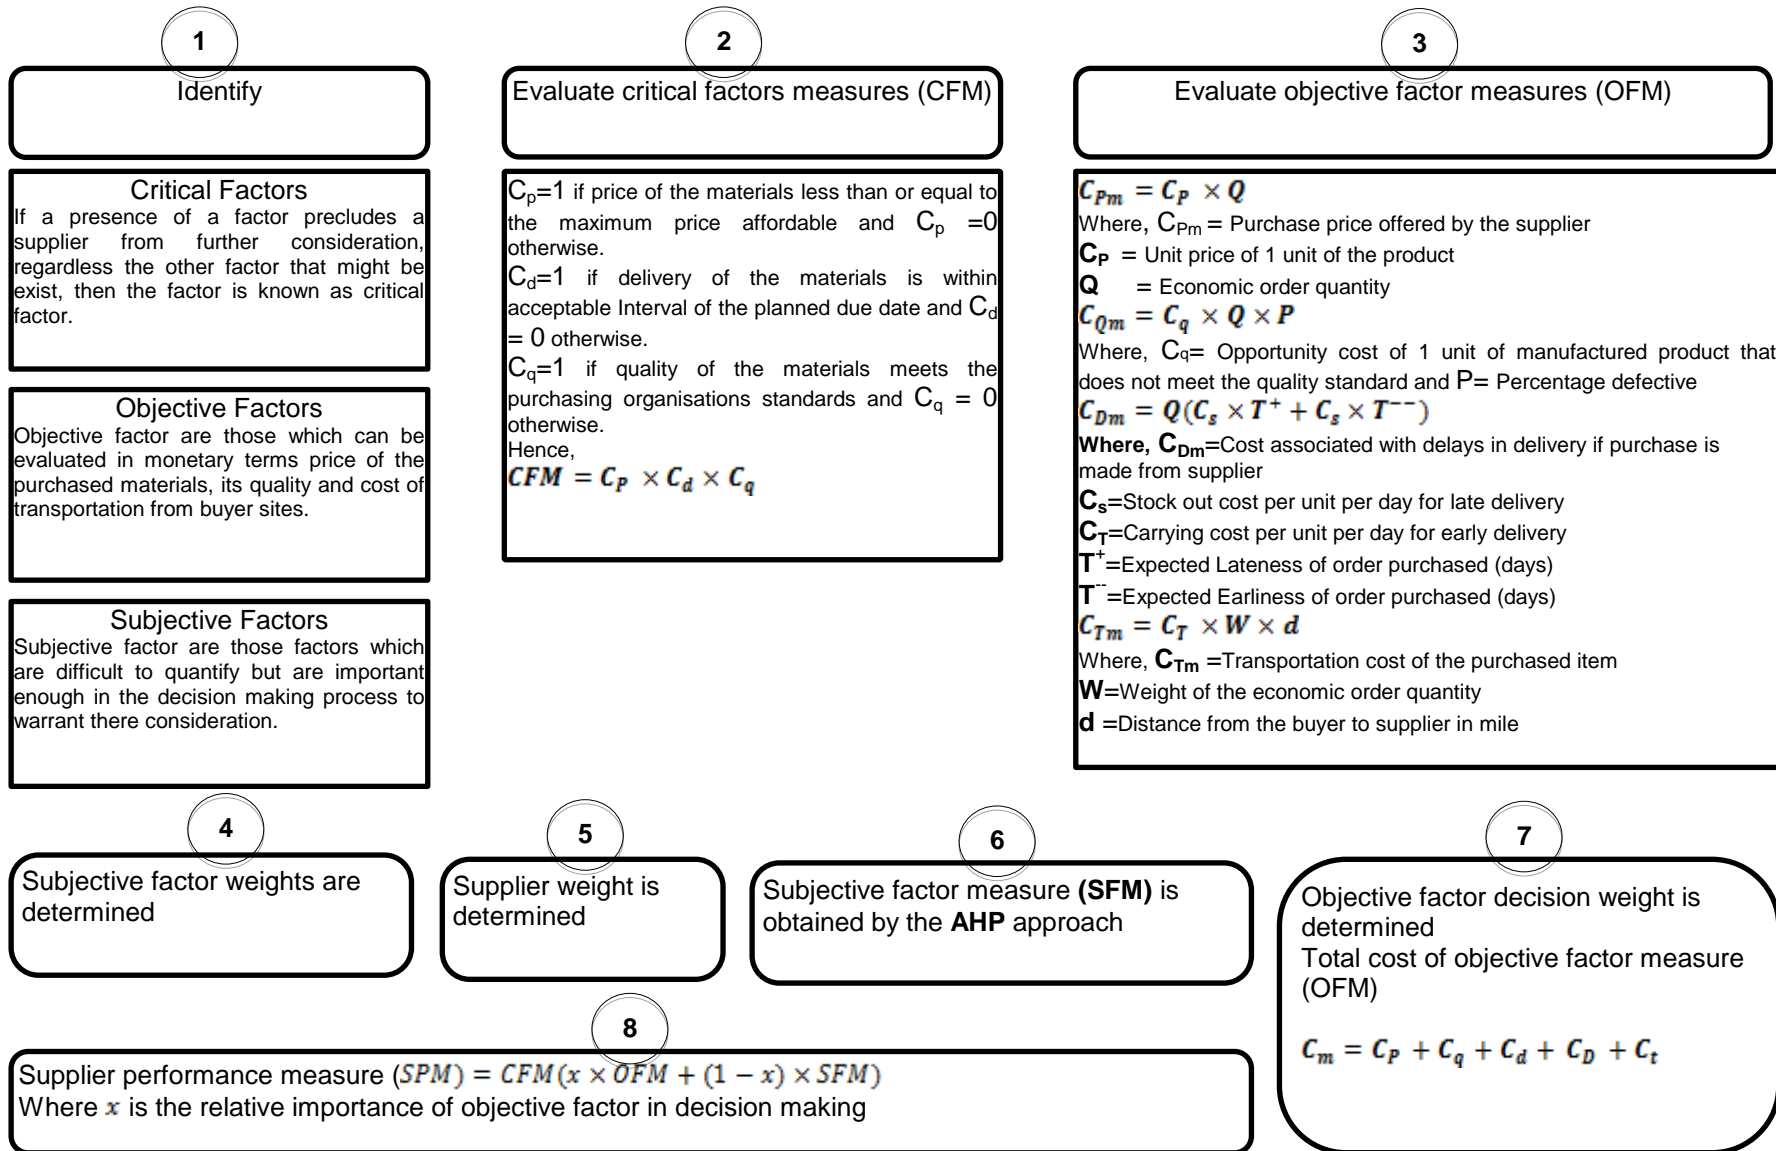 1
Identify
Critical Factors
If a presence of a factor precludes a
supplier from further consideration,
regardless the other factor that might be
exist, then the factor is known as critical
factor.
Objective Factors
Objective factor are those which can be
evaluated in monetary terms price of the
purchased materials, its quality and cost of
transportation from buyer sites.
Subjective Factors
Subjective factor are those factors which
are difficult to quantify but are important
enough in the decision making process to
warrant there consideration.
2
Evaluate critical factors measures (CFM)
Cp=1 if price of the materials less than or equal to
the maximum price affordable and Cp =0
otherwise.
Cd=1 if delivery of the materials is within
acceptable Interval of the planned due date and Cd
= 0 otherwise.
Cq=1 if quality of the materials meets the
purchasing organisations standards and Cq = 0
otherwise.
Hence,
CFM = CP × Cd × Cq
3
Evaluate objective factor measures (OFM)
CPm = CP × Q
Where, CPm = Purchase price offered by the supplier
CP = Unit price of 1 unit of the product
Q = Economic order quantity
CQm = Cq × Q × P
Where, Cq= Opportunity cost of 1 unit of manufactured product that
does not meet the quality standard and P= Percentage defective
CDm = Q(Cs × T+ + Cs × T−−)
Where, CDm=Cost associated with delays in delivery if purchase is
made from supplier
Cs=Stock out cost per unit per day for late delivery
CT=Carrying cost per unit per day for early delivery
T+=Expected Lateness of order purchased (days)
T--=Expected Earliness of order purchased (days)
CTm = CT × W × d
Where, CTm =Transportation cost of the purchased item
W=Weight of the economic order quantity
d =Distance from the buyer to supplier in mile
4
Subjective factor weights are
determined
5
Supplier weight is
determined
6
Subjective factor measure (SFM) is
obtained by the AHP approach
7
Objective factor decision weight is
determined
Total cost of objective factor measure
(OFM)
Cm = CP + Cq + Cd + CD + Ct
8
Supplier performance measure (SPM) = CFM(x × OFM + (1 − x) × SFM)
Where x is the relative importance of objective factor in decision making